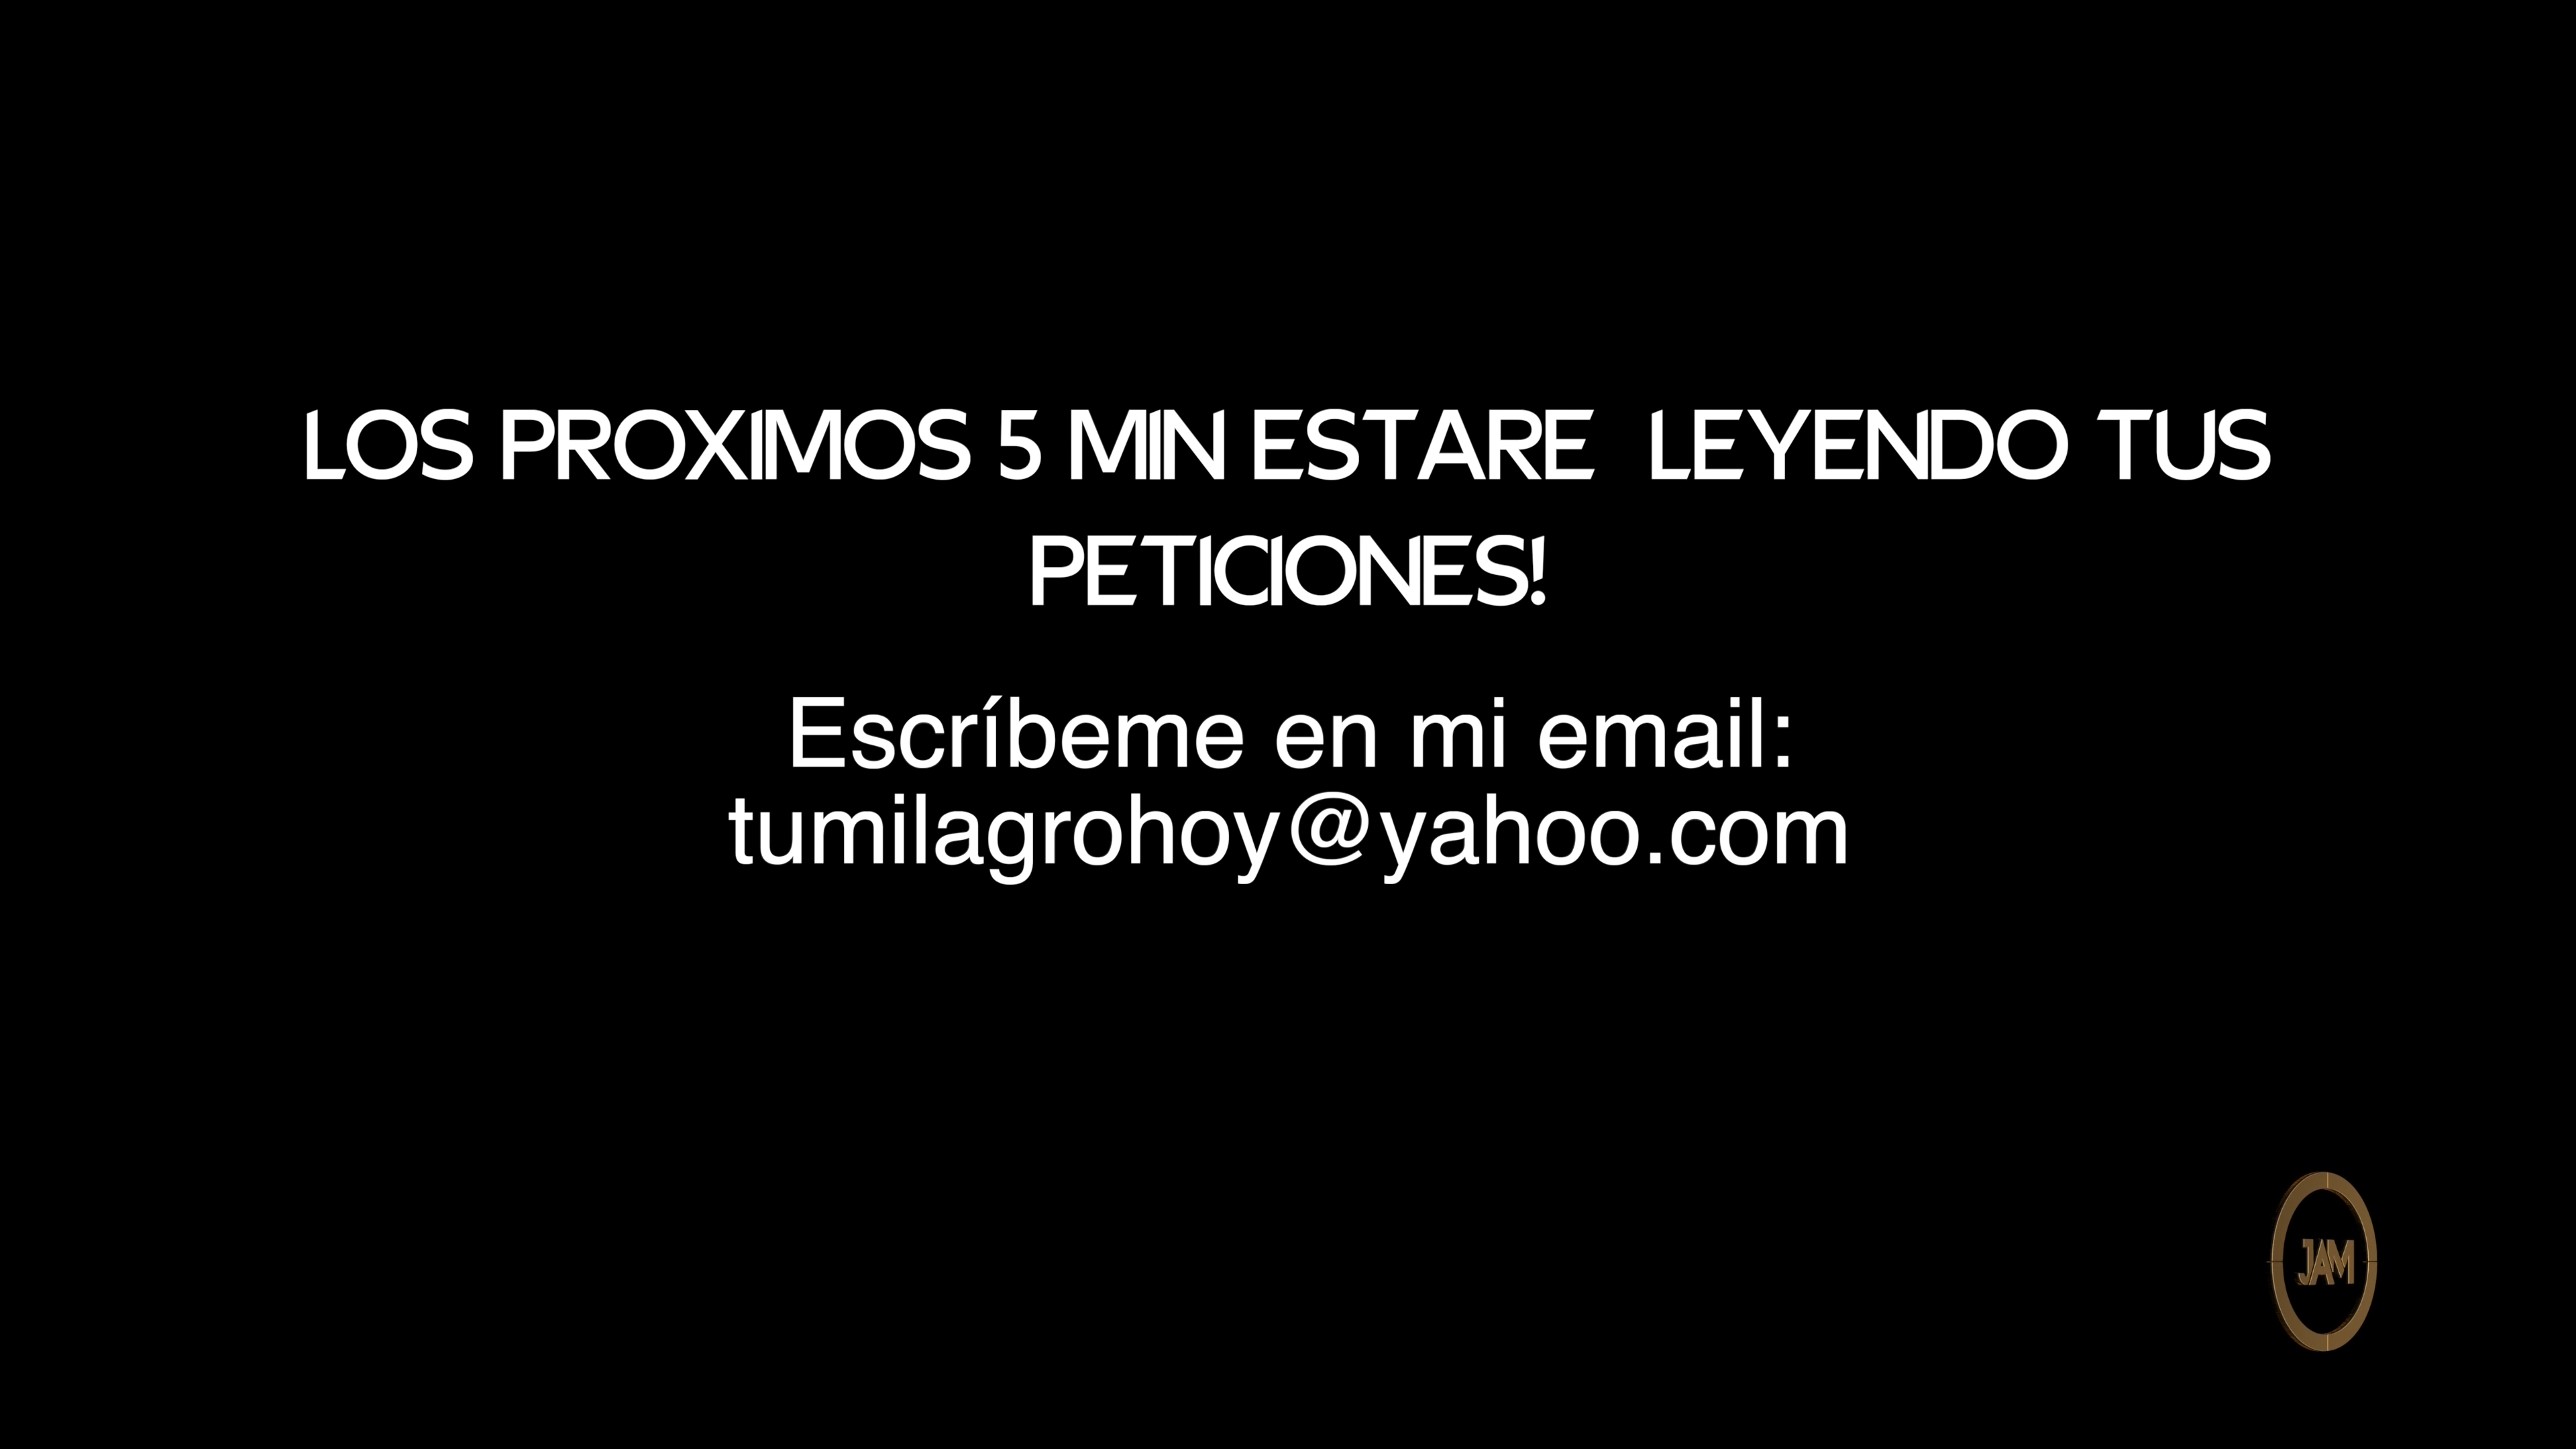 LOS PROXIMOS 5 MIN ESTARE  LEYENDO TUS
PETICIONES!
Escríbeme en mi email:
tumilagrohoy@yahoo.com
JAM